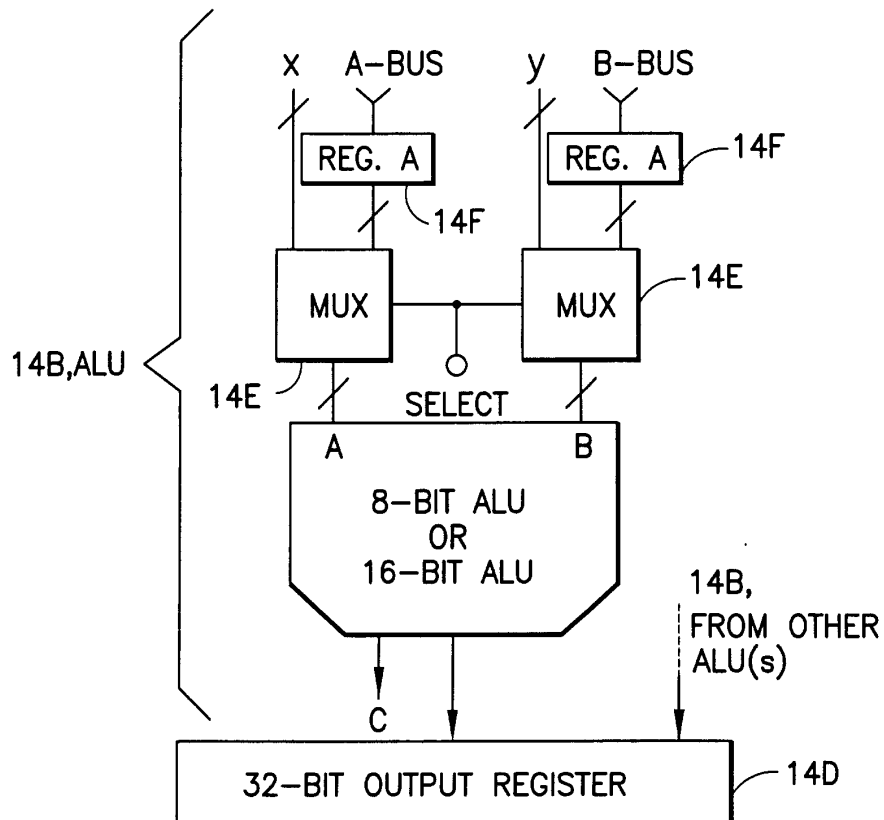 x A-BUS y B-BUS
REG. A REG. A 14F
14F
MUX MUX 14E
14B,ALU
14E
SELECT
A B
8-BIT ALU
OR
16-BIT ALU
14B,
FROM OTHER
ALU(s)
C
32-BIT OUTPUT REGISTER 14D